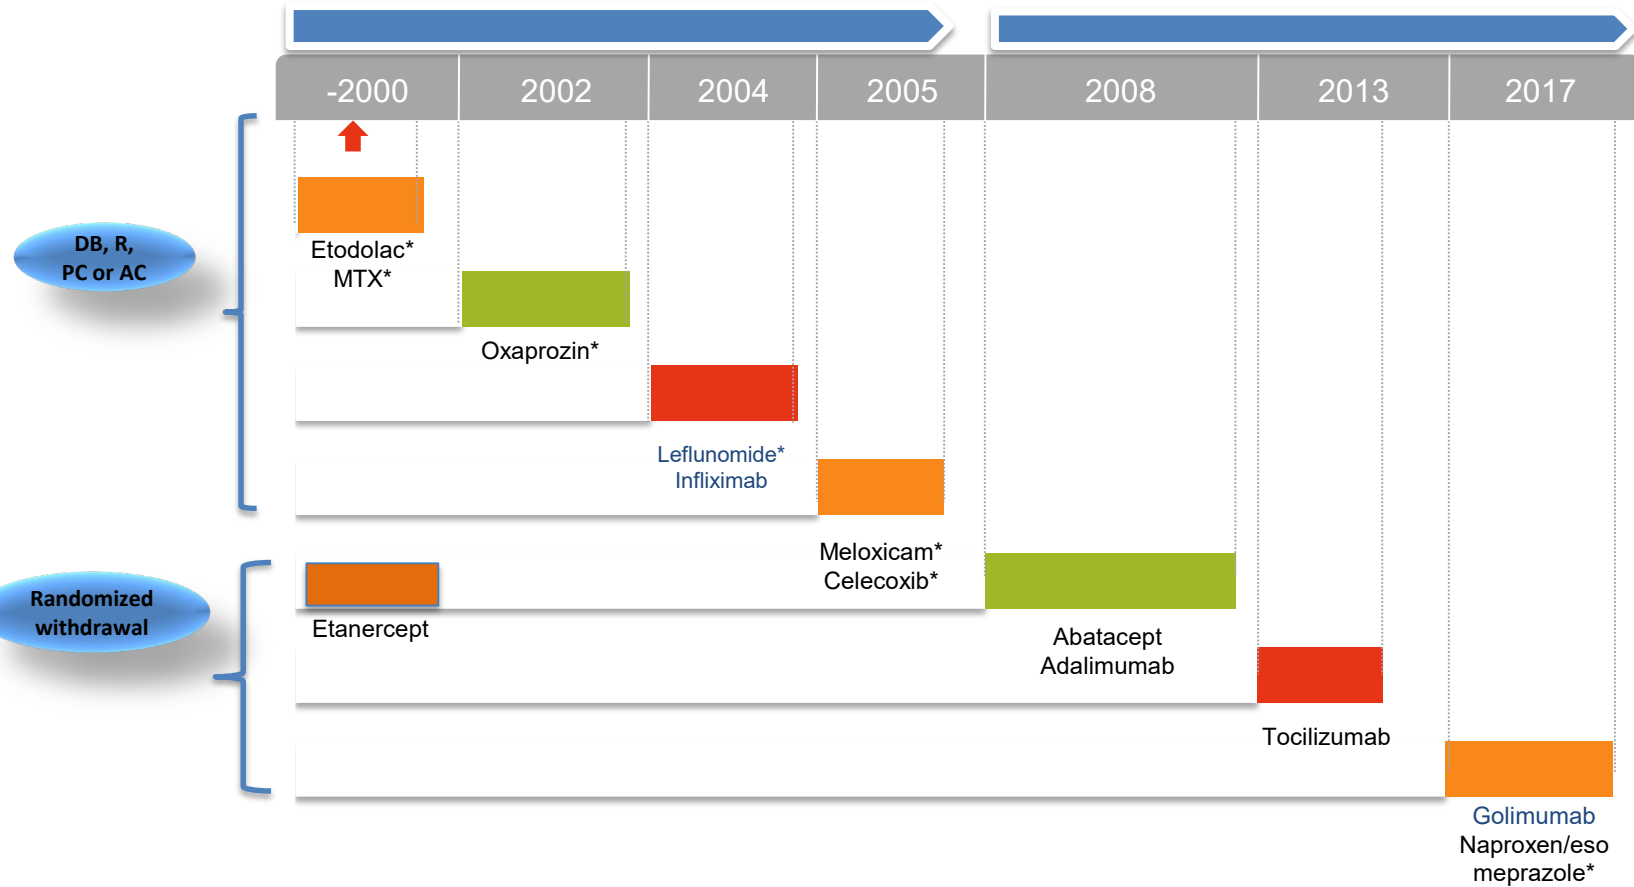 -2000 2002 2004 2005 2008 2013 2017
DB, R,
PC or AC
Etodolac*
MTX*
Oxaprozin*
Leflunomide*
Infliximab
Meloxicam*
Celecoxib*
Randomized
withdrawal
Etanercept
Abatacept
Adalimumab
Tocilizumab
Golimumab
Naproxen/eso
meprazole*